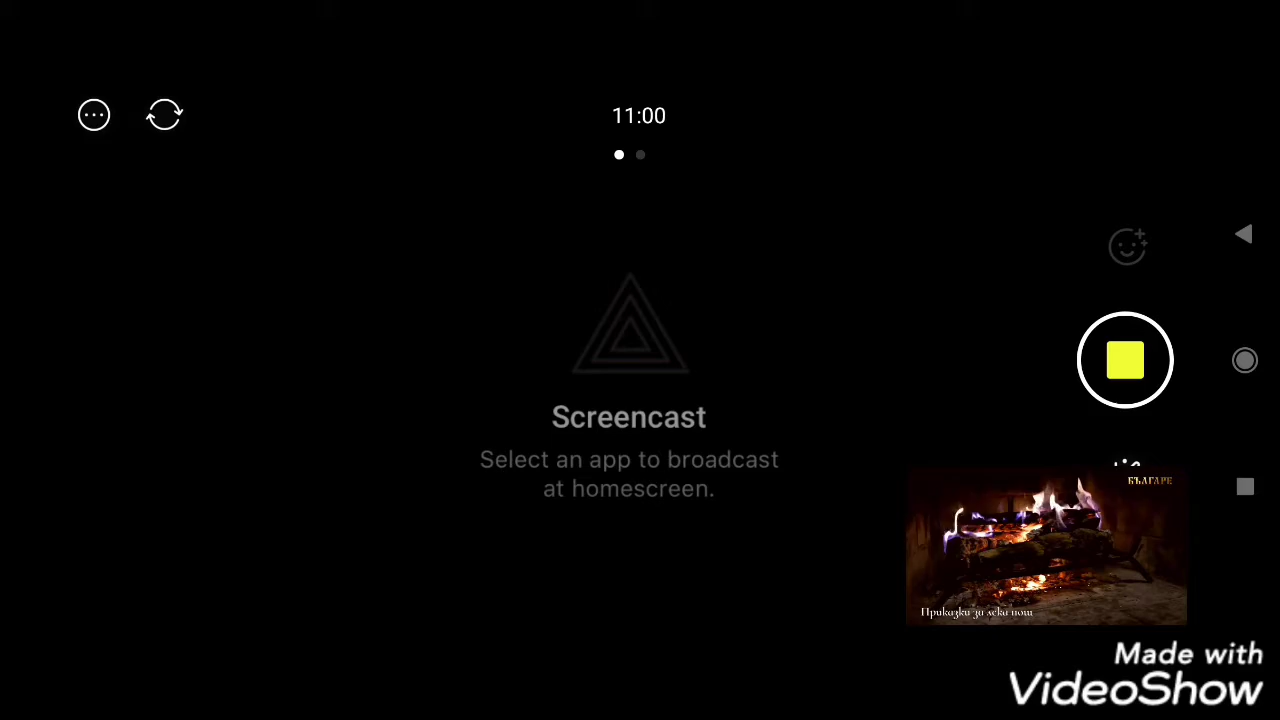 11:00
Screencast
Select an app to broadcast
at homescreen.
БЪЛГАРЕ
Приказки за лека нощ
Made with
VideoShow